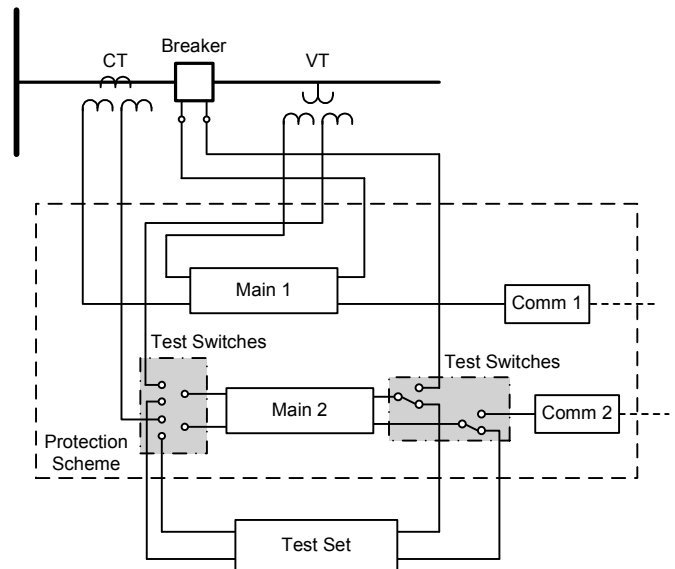 Breaker
CT
VT
Main 1
Comm 1
Test Switches
Test Switches
Main 2
Comm 2
Protection
Scheme
Test Set